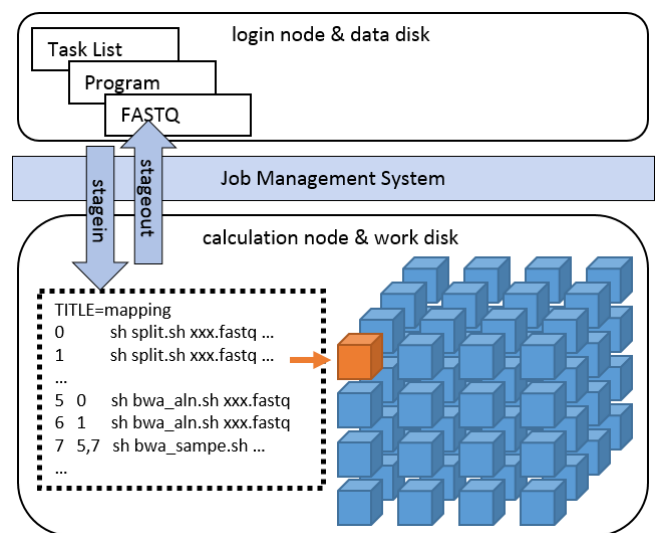 login node & data disk
Task List
Program
FASTQ
stagein
stageout
Job Management System
calculation node & work disk
TITLE=mapping
0 sh split.sh xxx.fastq ...
1 sh split.sh xxx.fastq ...
...
5 0 sh bwa_aln.sh xxx.fastq
6 1 sh bwa_aln.sh xxx.fastq
7 5,7 sh bwa_sampe.sh ...
...